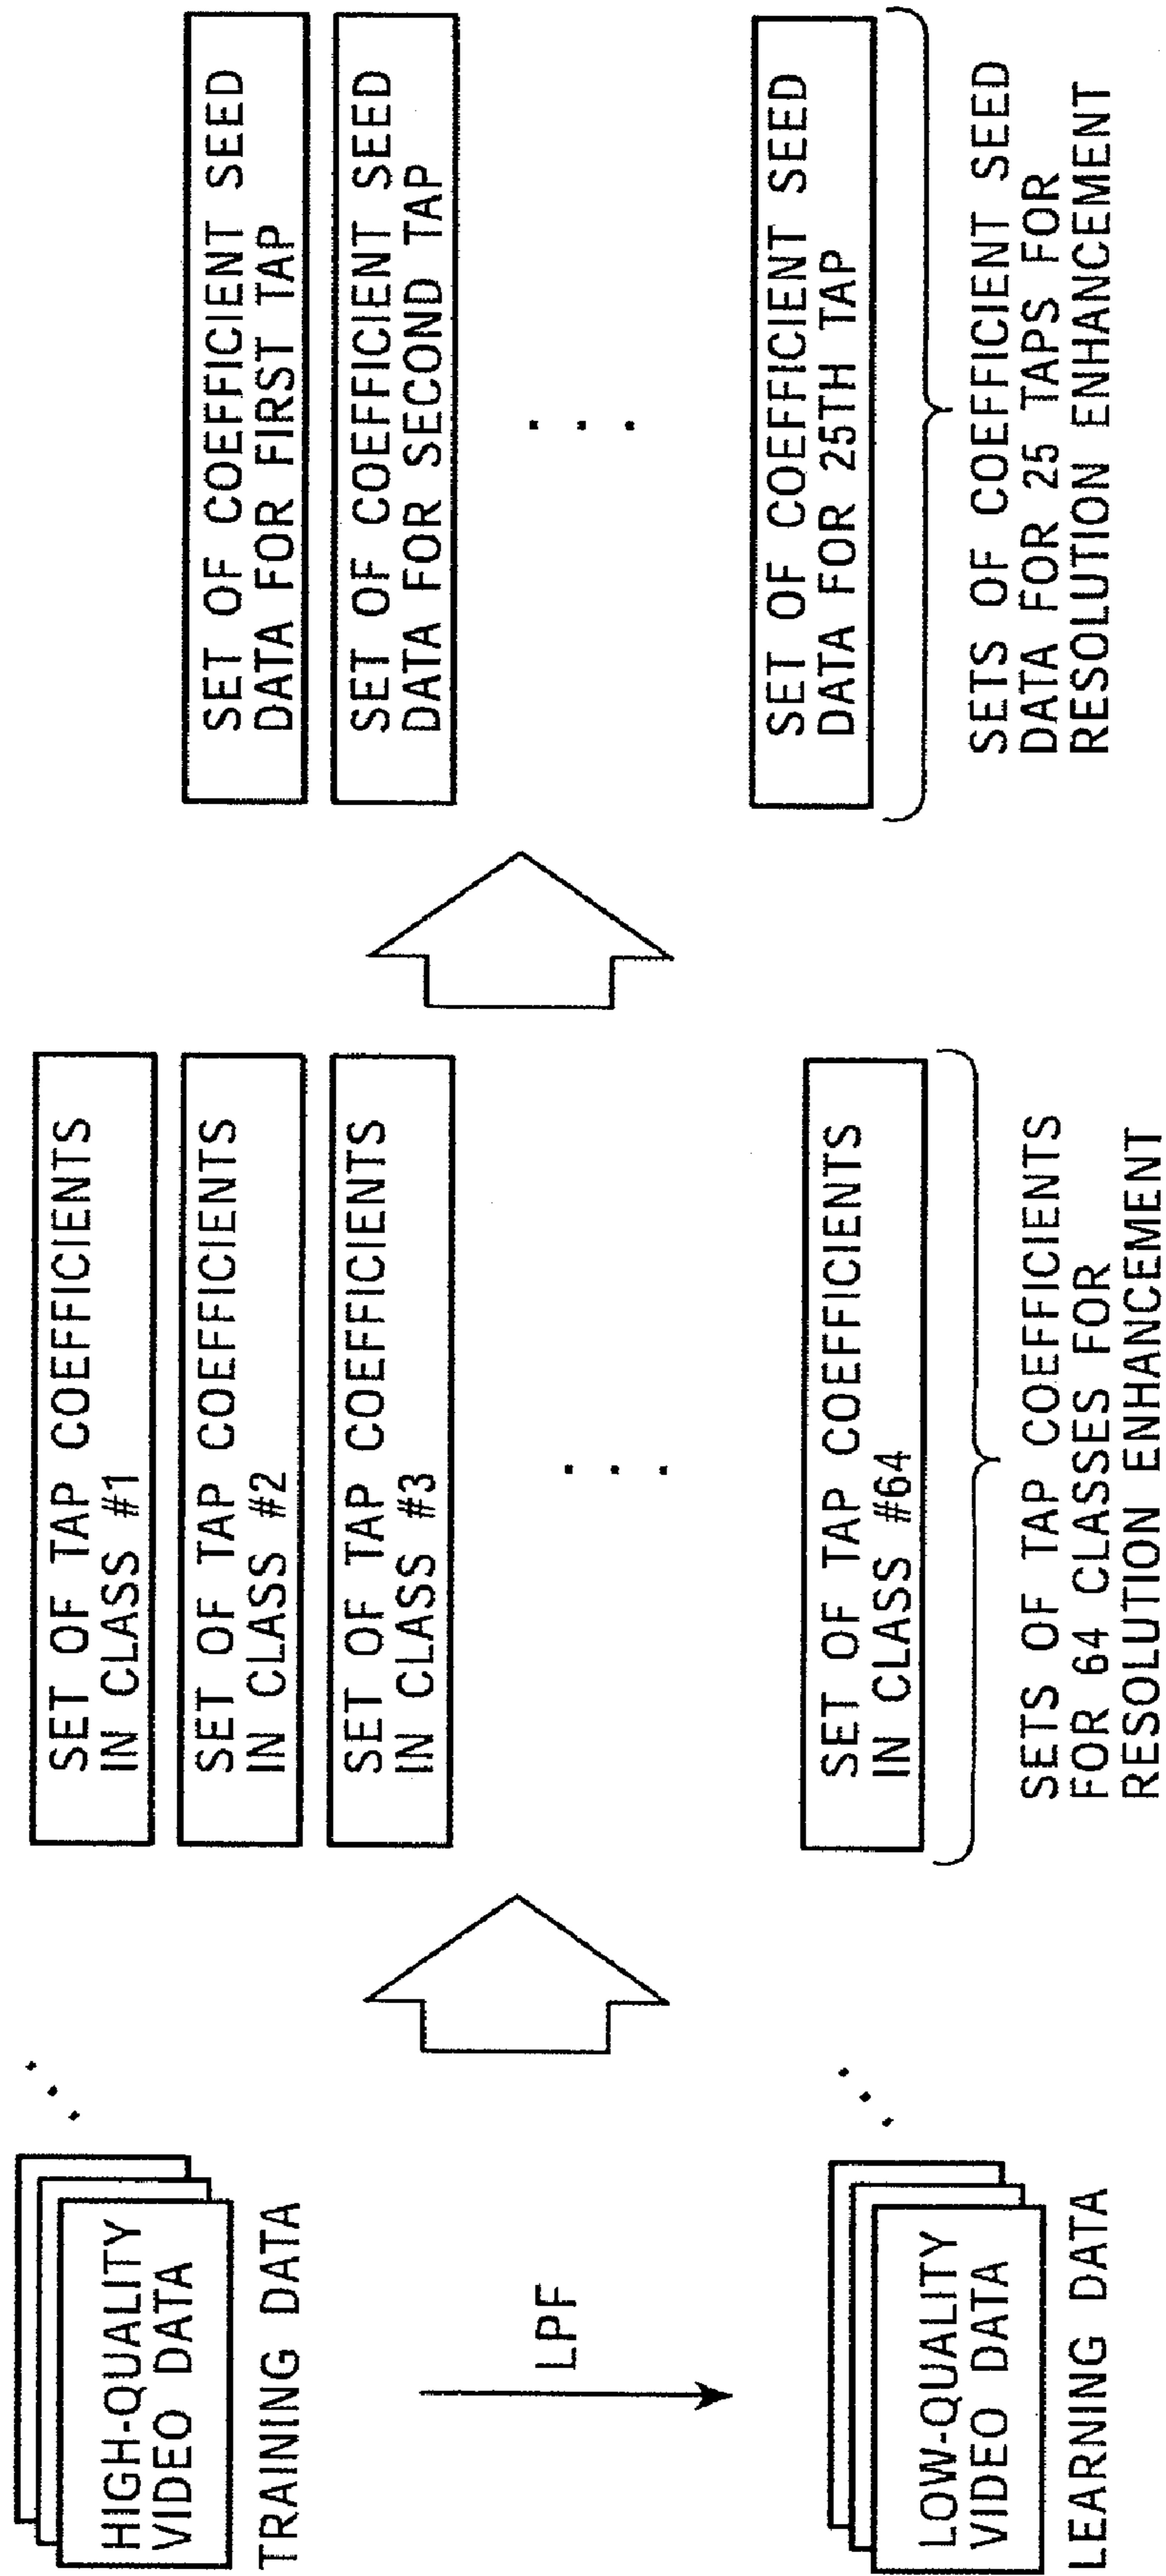 HIGH-QUALITY
VIDEO DATA
TRAINING DATA
LPF
LOW-QUALITY
VIDEO DATA
LEARNING DATA
SET OF TAP COEFFICIENTS
IN CLASS #1
SET OF TAP COEFFICIENTS
IN CLASS #2
SET OF TAP COEFFICIENTS
IN CLASS #3
SET OF TAP COEFFICIENTS
IN CLASS #64
SETS OF TAP COEFFICIENTS
FOR 64 CLASSES FOR
RESOLUTION ENHANCEMENT
SET OF COEFFICIENT SEED
DATA FOR FIRST TAP
SET OF COEFFICIENT SEED
DATA FOR SECOND TAP
SET OF COEFFICIENT SEED
DATA FOR 25TH TAP
SETS OF COEFFICIENT SEED
DATA FOR 25 TAPS FOR
RESOLUTION ENHANCEMENT